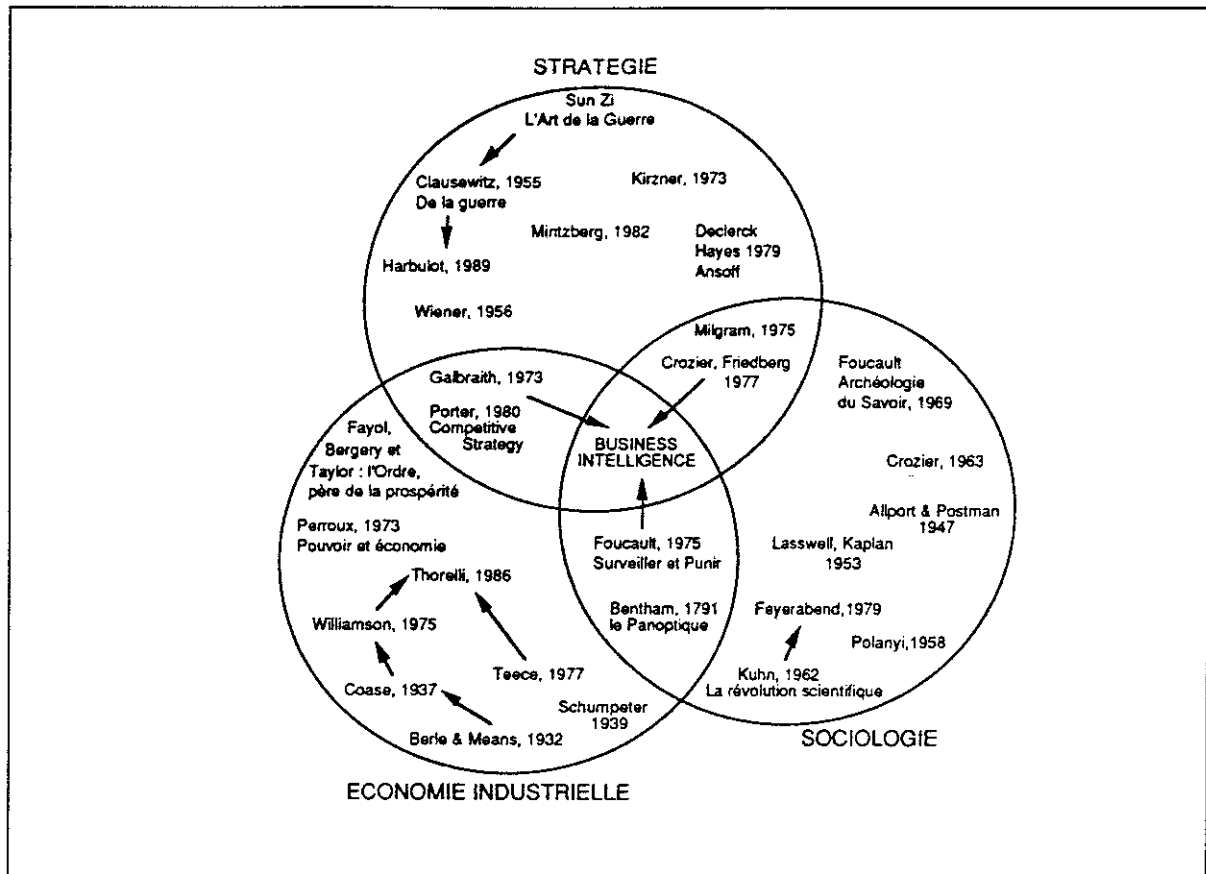 STRATEGIE
Sun Zi
L'Art de la Guerre
Clausewitz, 1955
De la guerre
Kirzner, 1973
Mintzberg, 1982
Declerck
Hayes 1979
Ansoff
Harbulot, 1989
Wiener, 1956
Milgram, 1975
Crozier, Friedberg
1977
Galbraith, 1973
Porter, 1980
Competitive
Strategy
Foucault
Archéologie
du Savoir, 1969
Fayol,
Bergery et
Taylor : l'Ordre,
père de la prospérité
BUSINESS
INTELLIGENCE
Crozier, 1963
Allport & Postman
1947
Perroux, 1973
Pouvoir et économie
Foucault, 1975
Surveiller et Punir
Lasswell, Kaplan
1953
Thorelli, 1986
Williamson, 1975
Bentham, 1791
le Panoptique
Feyerabend, 1979
Polanyi, 1958
Teece, 1977
Kuhn, 1962
La révolution scientifique
Coase, 1937
Schumpeter
1939
Berle & Means, 1932
SOCIOLOGIE
ECONOMIE INDUSTRIELLE